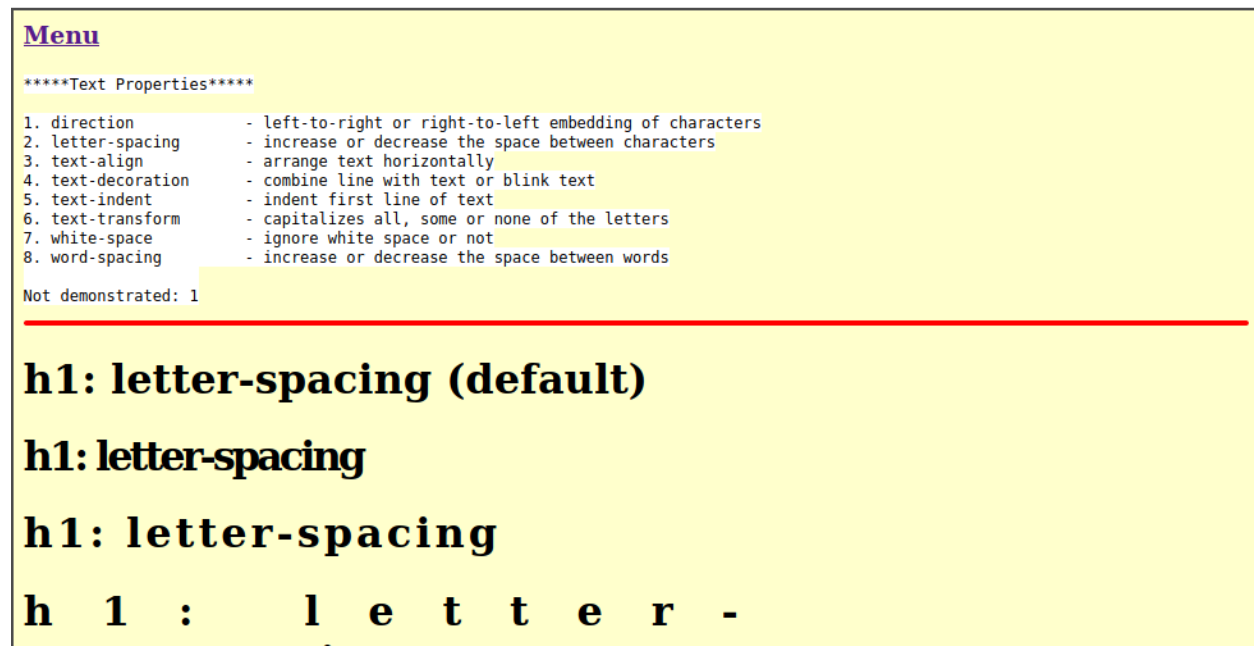 Menu
*****Text Properties*****
1. direction - left-to-right or right-to-left embedding of characters
2. letter-spacing - increase or decrease the space between characters
3. text-align - arrange text horizontally
4. text-decoration - combine line with text or blink text
5. text-indent - indent first line of text
6. text-transform - capitalizes all, some or none of the letters
7. white-space - ignore white space or not
8. word-spacing - increase or decrease the space between words
Not demonstrated: 1
h1: letter-spacing (default)
h1: letter-spacing
h1: letter-spacing
h 1 : l e t t e r -